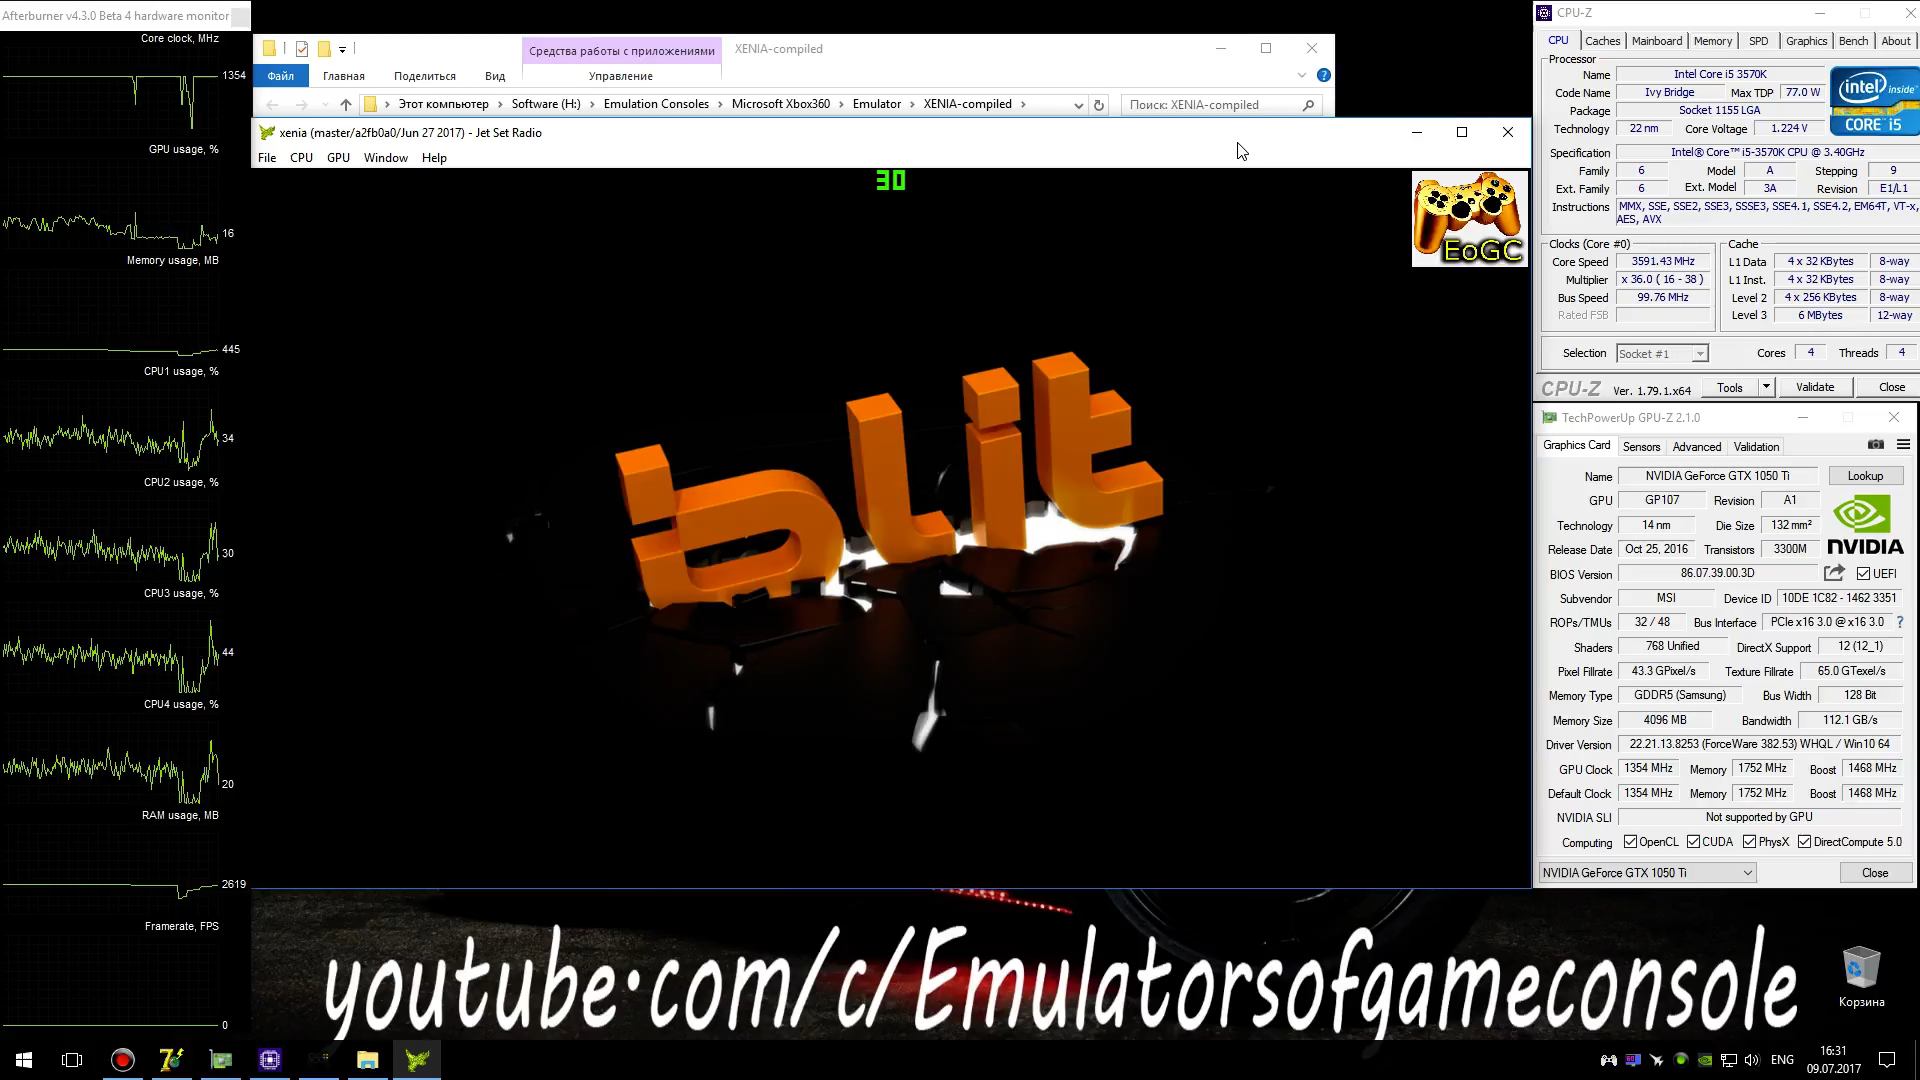 Afterburner v4.3.0 Beta 4 hardware monitor
Core clock, MHz
1354
GPU usage, %
16
Memory usage, MB
445
CPU1 usage, %
34
CPU2 usage, %
30
CPU3 usage, %
44
CPU4 usage, %
20
RAM usage, MB
2619
Framerate, FPS
0
Средства работы с приложениями
XENIA-compiled
Файл
Главная
Поделиться
Вид
Управление
Этот компьютер
Software (H:)
Emulation Consoles
Microsoft Xbox360
Emulator
XENIA-compiled
Поиск: XENIA-compiled
xenia (master/a2fb0a0/Jun 27 2017) - Jet Set Radio
File CPU GPU Window Help
30
EoGC
blit
CPU-Z
CPU Caches Mainboard Memory SPD Graphics Bench About
Processor
Name Intel Core i5 3570K
Code Name Ivy Bridge Max TDP 77.0 W
Package Socket 1155 LGA
Technology 22 nm Core Voltage 1.224 V
intel inside
CORE i5
Specification Intel® Core™ i5-3570K CPU @ 3.40GHz
Family 6 Model A Stepping 9
Ext. Family 6 Ext. Model 3A Revision E1/L1
Instructions MMX, SSE, SSE2, SSE3, SSSE3, SSE4.1, SSE4.2, EM64T, VT-x,
AES, AVX
Clocks (Core #0)
Core Speed 3591.43 MHz
Multiplier x 36.0 ( 16 - 38 )
Bus Speed 99.76 MHz
Rated FSB
Cache
L1 Data 4 x 32 KBytes 8-way
L1 Inst. 4 x 32 KBytes 8-way
Level 2 4 x 256 KBytes 8-way
Level 3 6 MBytes 12-way
Selection Socket #1 Cores 4 Threads 4
CPU-Z Ver. 1.79.1.x64 Tools Validate Close
TechPowerUp GPU-Z 2.1.0
Graphics Card Sensors Advanced Validation
Name NVIDIA GeForce GTX 1050 Ti Lookup
GPU GP107 Revision A1
Technology 14 nm Die Size 132 mm²
Release Date Oct 25, 2016 Transistors 3300M
NVIDIA
BIOS Version 86.07.39.00.3D UEFI
Subvendor MSI Device ID 10DE 1C82 - 1462 3351
ROPs/TMUs 32 / 48 Bus Interface PCIe x16 3.0 @ x16 3.0 ?
Shaders 768 Unified DirectX Support 12 (12_1)
Pixel Fillrate 43.3 GPixel/s Texture Fillrate 65.0 GTexel/s
Memory Type GDDR5 (Samsung) Bus Width 128 Bit
Memory Size 4096 MB Bandwidth 112.1 GB/s
Driver Version 22.21.13.8253 (ForceWare 382.53) WHQL / Win10 64
GPU Clock 1354 MHz Memory 1752 MHz Boost 1468 MHz
Default Clock 1354 MHz Memory 1752 MHz Boost 1468 MHz
NVIDIA SLI Not supported by GPU
Computing OpenCL CUDA PhysX DirectCompute 5.0
NVIDIA GeForce GTX 1050 Ti Close
youtube.com/c/Emulatorsofgameconsole
Корзина
ENG
16:31
09.07.2017